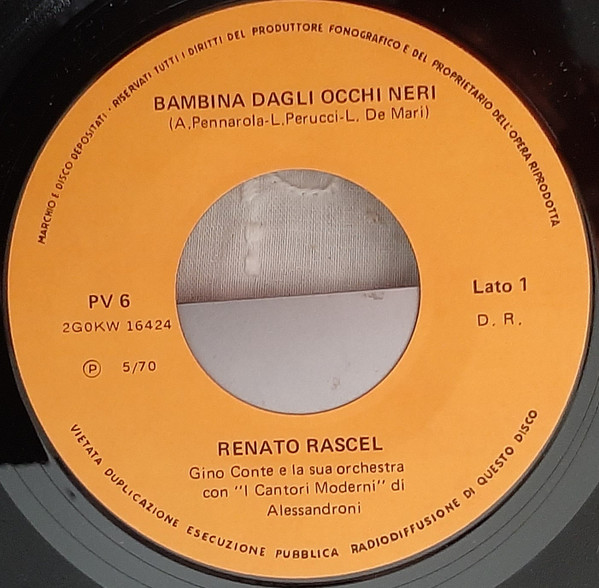 MARCHIO E DISCO DEPOSITATI · RISERVATI TUTTI I DIRITTI DEL PRODUTTORE FONOGRAFICO E DEL PROPRIETARIO DELL'OPERA RIPRODOTTA
BAMBINA DAGLI OCCHI NERI
(A.Pennarola-L.Perucci-L. De Mari)
PV 6
2G0KW 16424
Ⓟ 5/70
Lato 1
D. R.
RENATO RASCEL
Gino Conte e la sua orchestra
con "I Cantori Moderni" di
Alessandroni
VIETATA DUPLICAZIONE ESECUZIONE PUBBLICA RADIODIFFUSIONE DI QUESTO DISCO